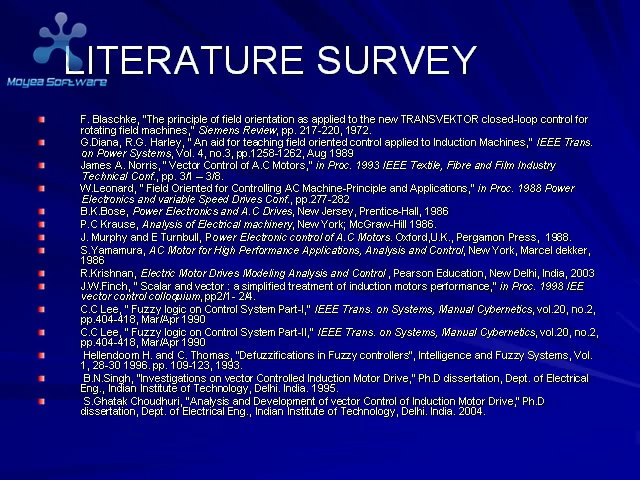 LITERATURE SURVEY
Moyea Software
F. Blaschke, "The principle of field orientation as applied to the new TRANSVEKTOR closed-loop control for
rotating field machines," Siemens Review, pp. 217-220, 1972.
G.Diana, R.G. Harley, " An aid for teaching field oriented control applied to Induction Machines," IEEE Trans.
on Power Systems, Vol. 4, no.3, pp.1258-1262, Aug 1989
James A. Norris, " Vector Control of A.C Motors," in Proc. 1993 IEEE Textile, Fibre and Film Industry
Technical Conf., pp. 3/1 – 3/8.
W.Leonard, " Field Oriented for Controlling AC Machine-Principle and Applications," in Proc. 1988 Power
Electronics and variable Speed Drives Conf., pp.277-282
B.K.Bose, Power Electronics and A.C Drives, New Jersey, Prentice-Hall, 1986
P.C Krause, Analysis of Electrical machinery, New York; McGraw-Hill 1986.
J. Murphy and E Turnbull, Power Electronic control of A.C Motors. Oxford,U.K., Pergamon Press, 1988.
S.Yamamura, AC Motor for High Performance Applications, Analysis and Control, New York, Marcel dekker,
1986
R.Krishnan, Electric Motor Drives Modeling Analysis and Control , Pearson Education, New Delhi, India, 2003
J.W.Finch, " Scalar and vector : a simplified treatment of induction motors performance," in Proc. 1998 IEE
vector control colloquium, pp2/1- 2/4.
C.C Lee, " Fuzzy logic on Control System Part-I," IEEE Trans. on Systems, Manual Cybernetics, vol.20, no.2,
pp.404-418, Mar/Apr 1990
C.C Lee, " Fuzzy logic on Control System Part-II," IEEE Trans. on Systems, Manual Cybernetics, vol.20, no.2,
pp.404-418, Mar/Apr 1990
Hellendoorn H. and C. Thomas, "Defuzzifications in Fuzzy controllers", Intelligence and Fuzzy Systems, Vol.
1, 28-30 1996. pp. 109-123, 1993.
B.N.Singh, "Investigations on vector Controlled Induction Motor Drive," Ph.D dissertation, Dept. of Electrical
Eng., Indian Institute of Technology, Delhi. India. 1995.
S.Ghatak Choudhuri, "Analysis and Development of vector Control of Induction Motor Drive," Ph.D
dissertation, Dept. of Electrical Eng., Indian Institute of Technology, Delhi. India. 2004.